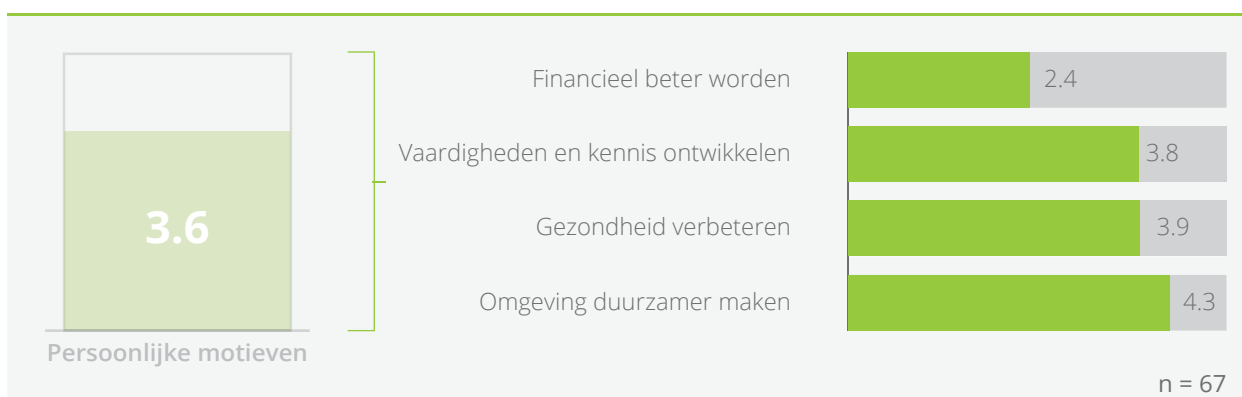 3.6
Persoonlijke motieven
Financieel beter worden 2.4
Vaardigheden en kennis ontwikkelen 3.8
Gezondheid verbeteren 3.9
Omgeving duurzamer maken 4.3
n = 67